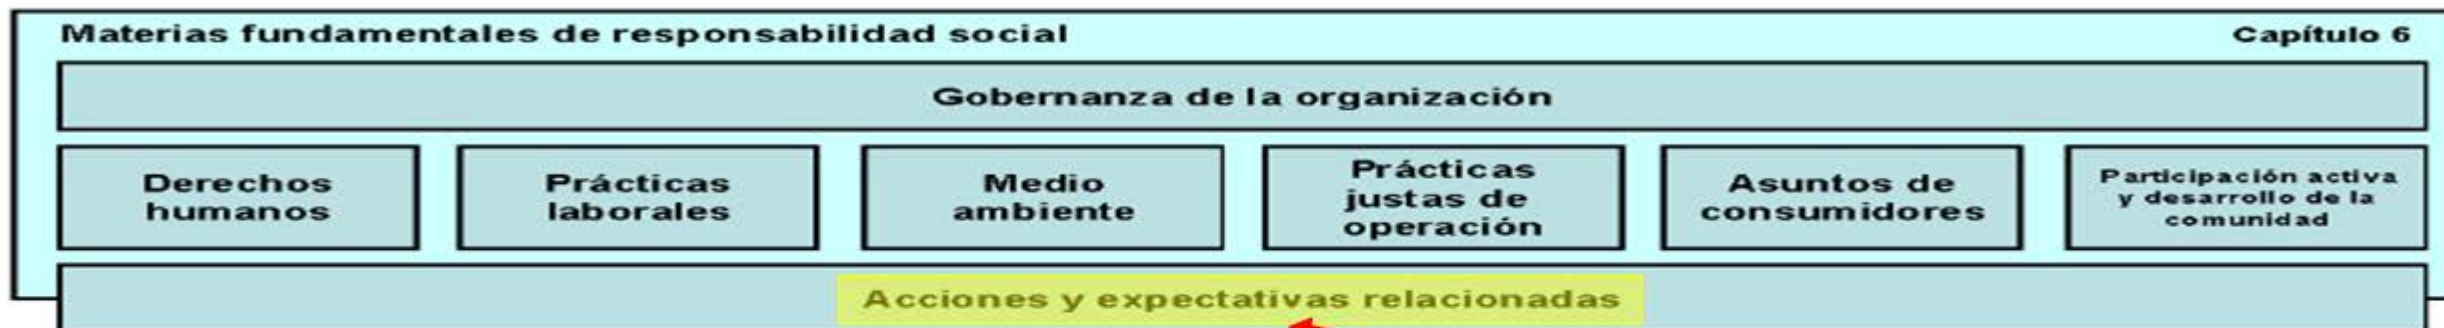 Materias fundamentales de responsabilidad social
Capítulo 6
Gobernanza de la organización
Derechos
humanos
Prácticas
laborales
Medio
ambiente
Prácticas
justas de
operación
Asuntos de
consumidores
Participación activa
y desarrollo de la
comunidad
Acciones y expectativas relacionadas